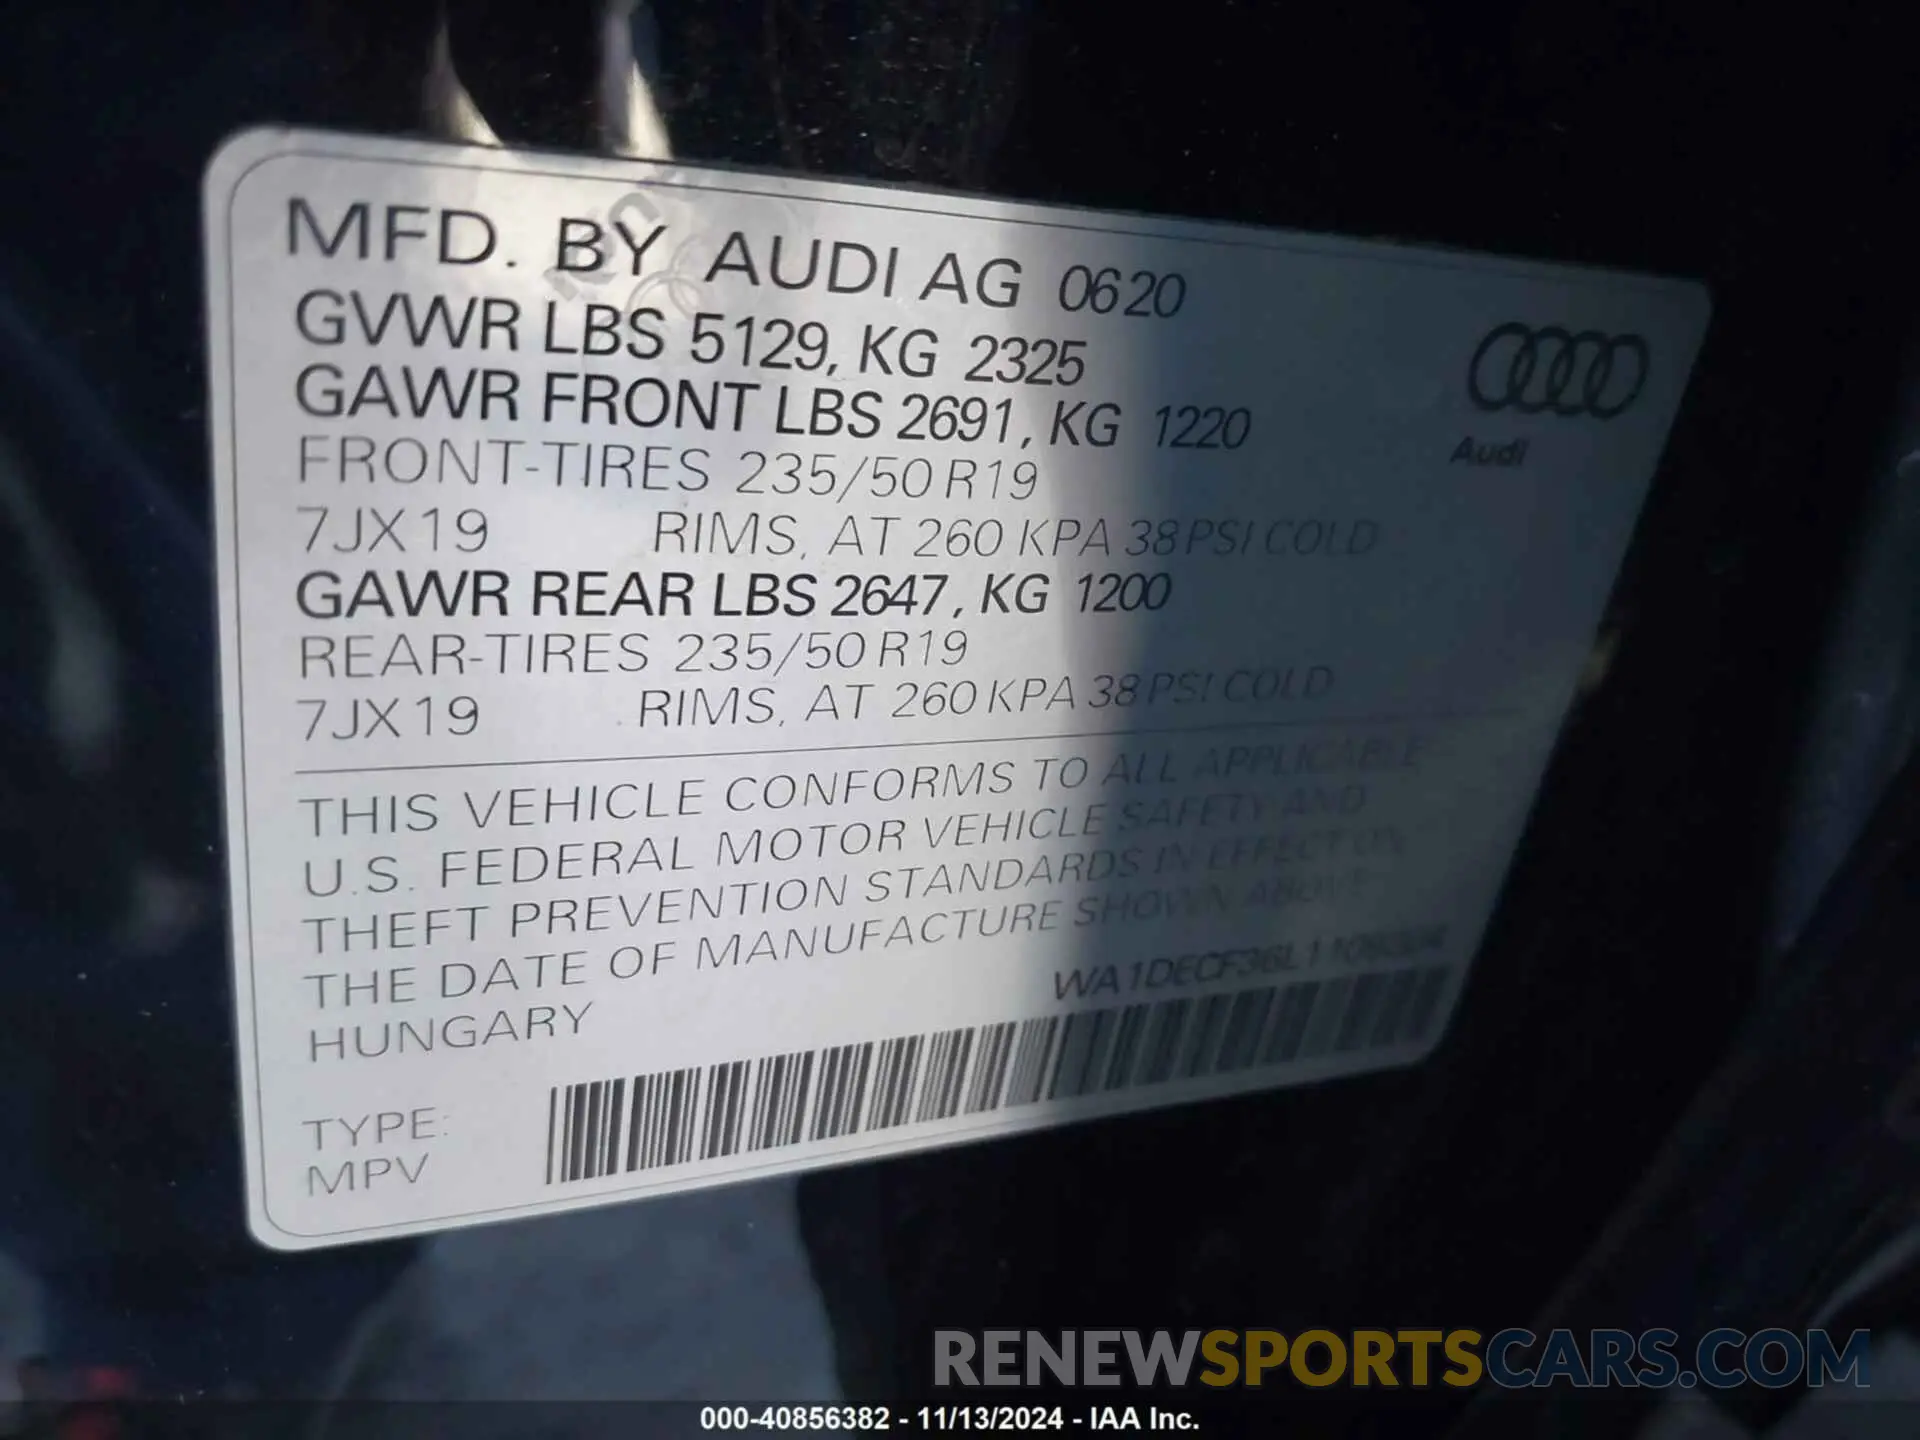 MFD. BY AUDI AG 0620
GVWR LBS 5129, KG 2325
GAWR FRONT LBS 2691, KG 1220
FRONT-TIRES 235/50 R19
7JX19 RIMS, AT 260 KPA 38 PSI COLD
GAWR REAR LBS 2647, KG 1200
REAR-TIRES 235/50 R19
7JX19 RIMS, AT 260 KPA 38 PSI COLD
Audi
THIS VEHICLE CONFORMS TO ALL APPLICABLE
U.S. FEDERAL MOTOR VEHICLE SAFETY AND
THEFT PREVENTION STANDARDS IN EFFECT ON
THE DATE OF MANUFACTURE SHOWN ABOVE
HUNGARY
TYPE:
MPV
RENEWSPORTSCARS.COM
000-40856382 - 11/13/2024 - IAA Inc.